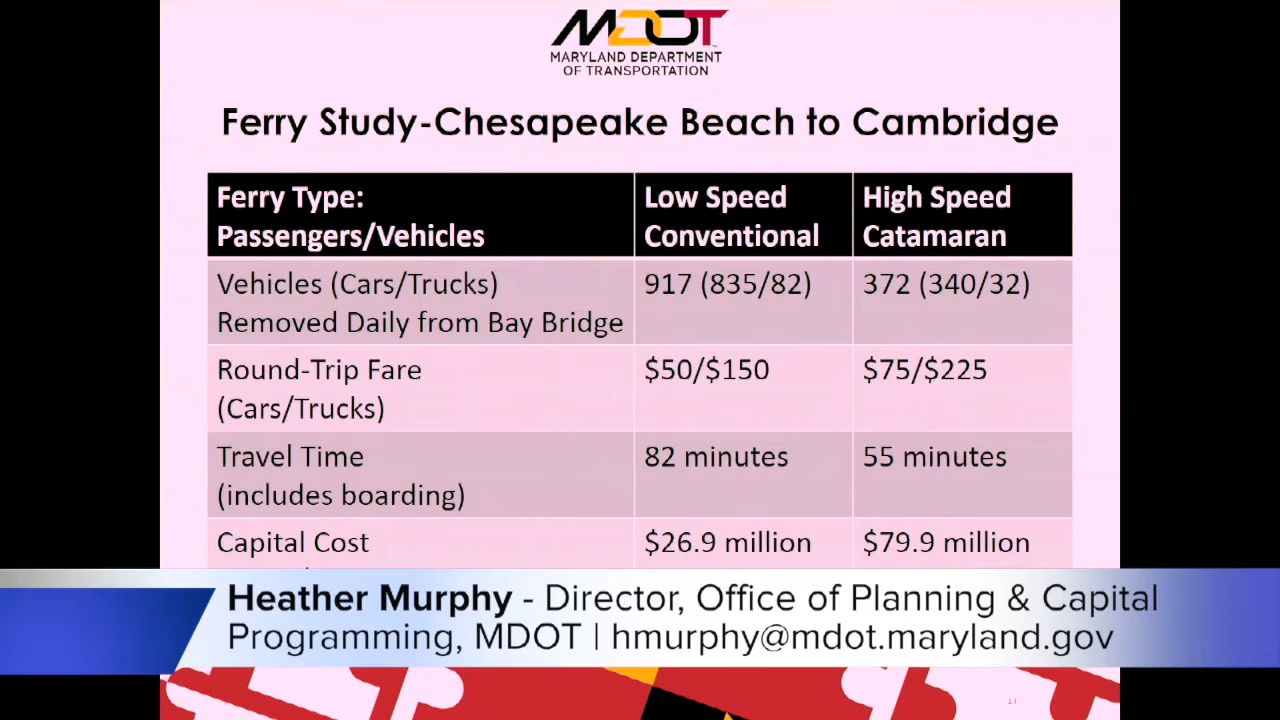 MDOT
MARYLAND DEPARTMENT
OF TRANSPORTATION
Ferry Study-Chesapeake Beach to Cambridge
Ferry Type:
Passengers/Vehicles
Low Speed
Conventional
High Speed
Catamaran
Vehicles (Cars/Trucks)
Removed Daily from Bay Bridge
917 (835/82)
372 (340/32)
Round-Trip Fare
(Cars/Trucks)
$50/$150
$75/$225
Travel Time
(includes boarding)
82 minutes
55 minutes
Capital Cost
$26.9 million
$79.9 million
Heather Murphy - Director, Office of Planning & Capital
Programming, MDOT | hmurphy@mdot.maryland.gov